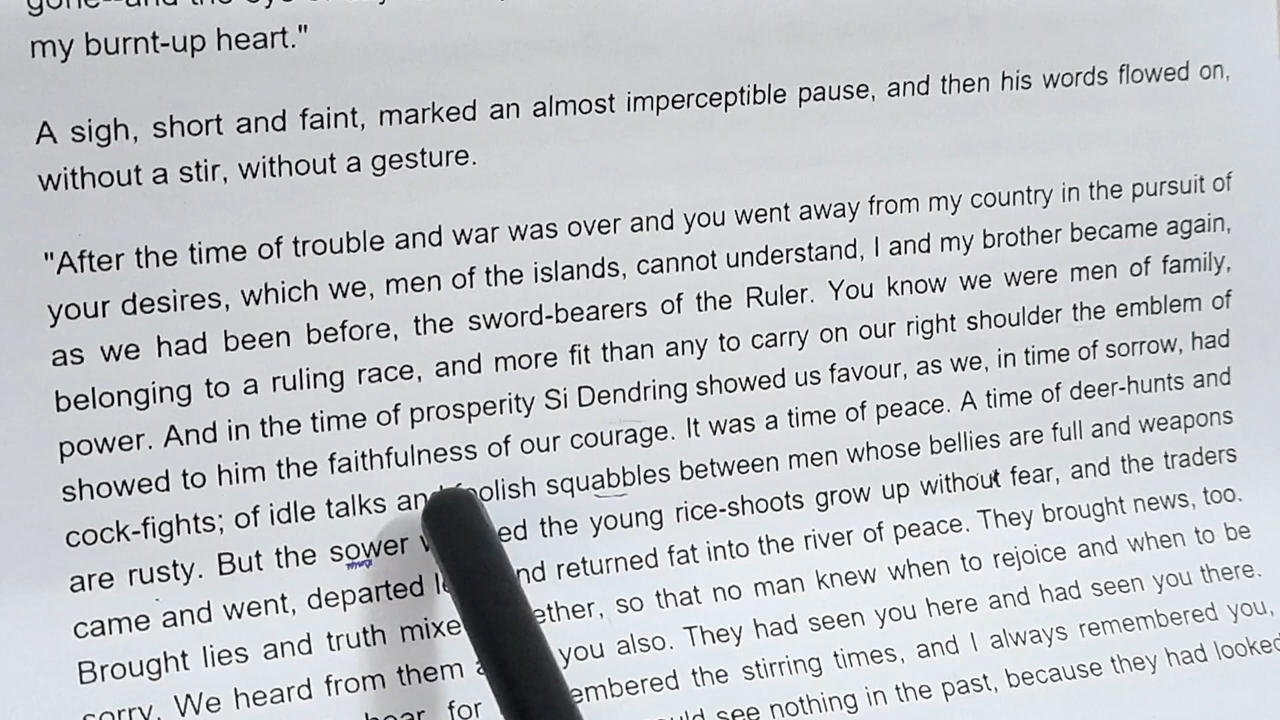 my burnt-up heart."
A sigh, short and faint, marked an almost imperceptible pause, and then his words flowed on,
without a stir, without a gesture.
"After the time of trouble and war was over and you went away from my country in the pursuit of
your desires, which we, men of the islands, cannot understand, I and my brother became again,
as we had been before, the sword-bearers of the Ruler. You know we were men of family,
belonging to a ruling race, and more fit than any to carry on our right shoulder the emblem of
power. And in the time of prosperity Si Dendring showed us favour, as we, in time of sorrow, had
showed to him the faithfulness of our courage. It was a time of peace. A time of deer-hunts and
cock-fights; of idle talks and foolish squabbles between men whose bellies are full and weapons
are rusty. But the sower the young rice-shoots grow up without fear, and the traders
came and went, departed and returned fat into the river of peace. They brought news, too.
Brought lies and truth so that no man knew when to rejoice and when to be
sorry. We heard from them you also. They had seen you here and had seen you there.
for the stirring times, and I always remembered you,
see nothing in the past, because they had looked